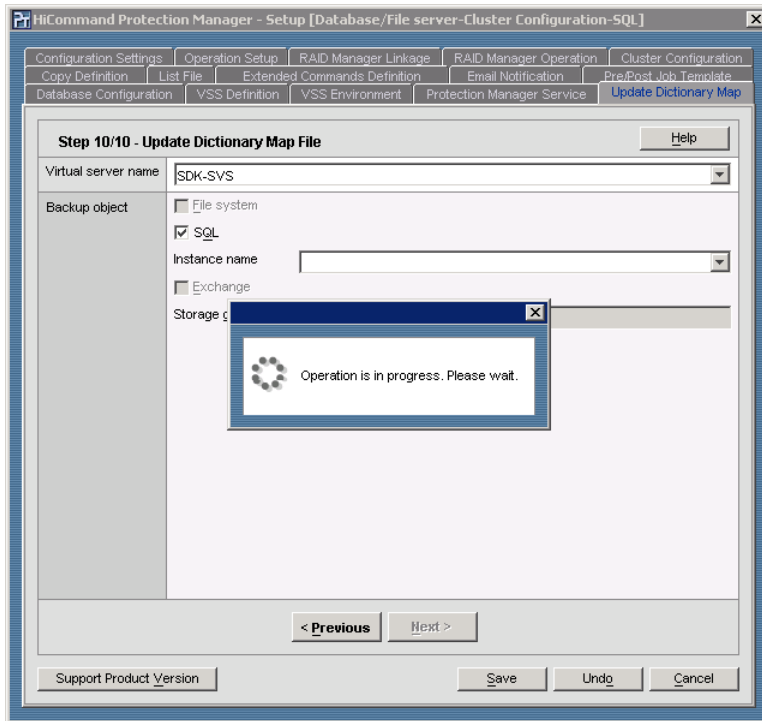 HiCommand Protection Manager - Setup [Database/File server-Cluster Configuration-SQL]
Configuration Settings Operation Setup RAID Manager Linkage RAID Manager Operation Cluster Configuration
Copy Definition List File Extended Commands Definition Email Notification Pre/Post Job Template
Database Configuration VSS Definition VSS Environment Protection Manager Service Update Dictionary Map
Step 10/10 - Update Dictionary Map File Help
Virtual server name SDK-SVS
Backup object File system
SQL
Instance name
Exchange
Storage g
Operation is in progress. Please wait.
< Previous Next >
Support Product Version Save Undo Cancel